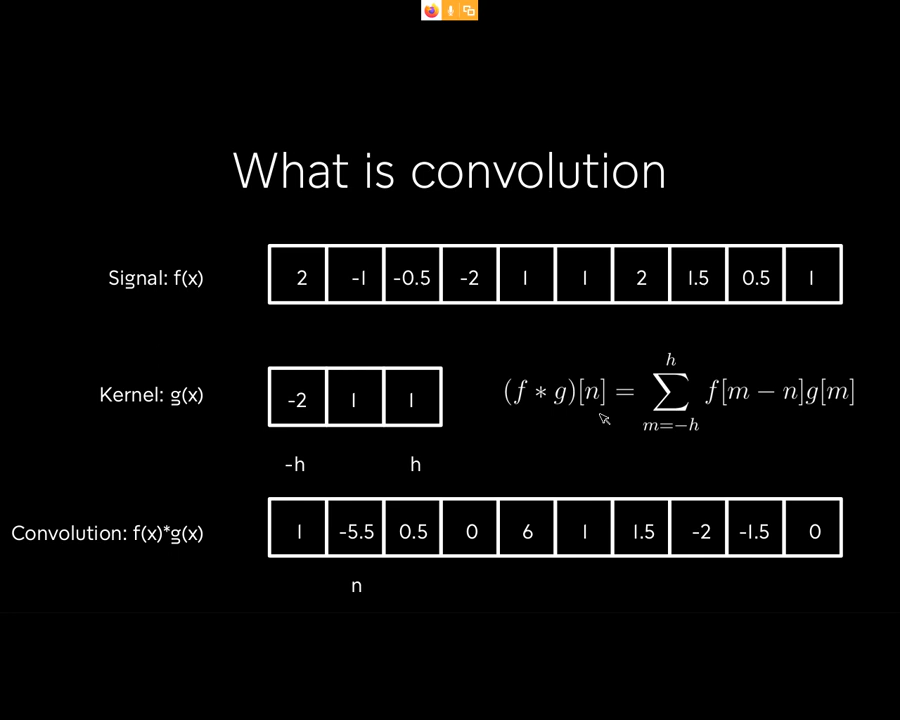 What is convolution
Signal: f(x)
2 -1 -0.5 -2 1 1 2 1.5 0.5 1
Kernel: g(x)
-2 1 1
(f * g)[n] = \sum_{m=-h}^{h} f[m - n]g[m]
-h h
Convolution: f(x)*g(x)
1 -5.5 0.5 0 6 1 1.5 -2 -1.5 0
n